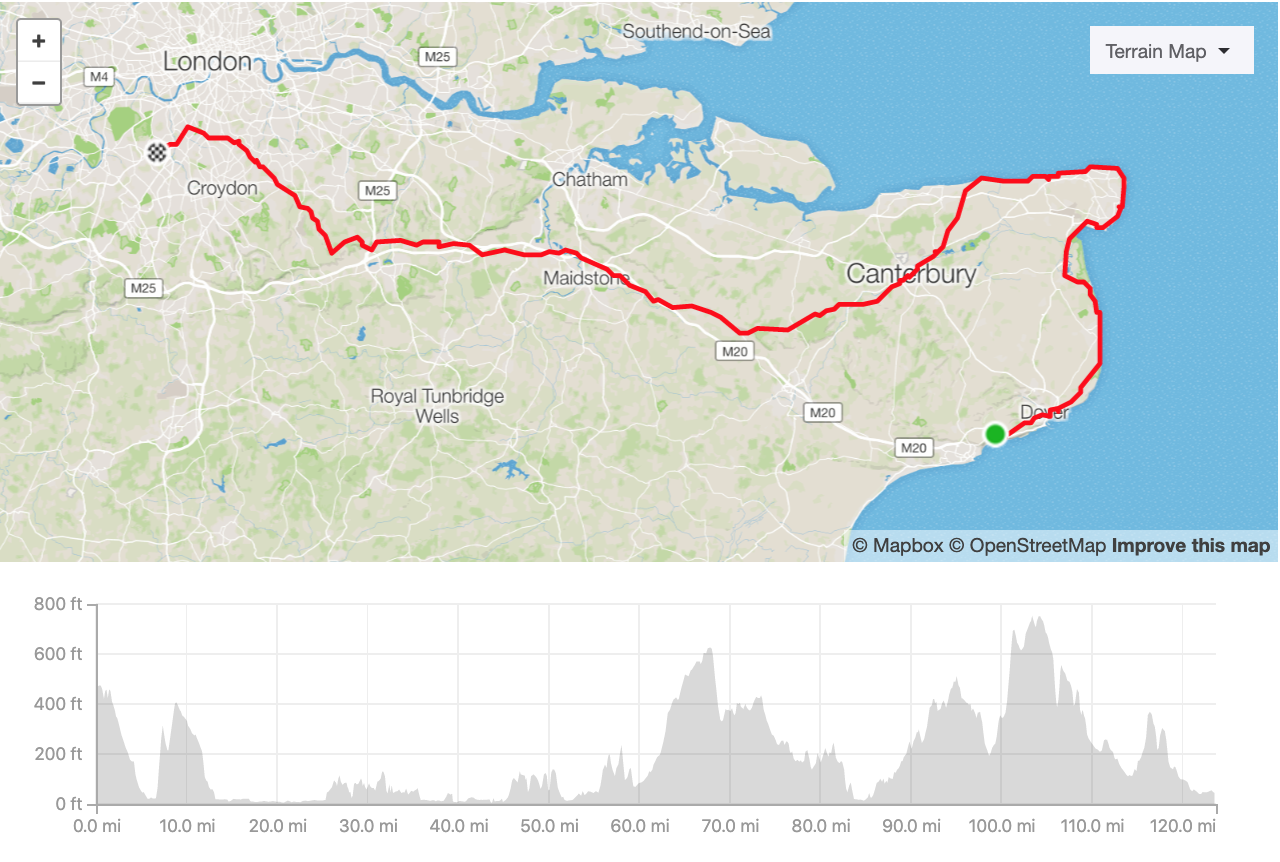 Southend-on-Sea
+
Terrain Map
M25
London
M4
−
Chatham
Croydon
M25
Canterbury
Maidstone
M25
M20
Royal Tunbridge
Wells
M20
Dover
M20
© Mapbox © OpenStreetMap Improve this map
800 ft
600 ft
400 ft
200 ft
0 ft
0.0 mi 10.0 mi 20.0 mi 30.0 mi 40.0 mi 50.0 mi 60.0 mi 70.0 mi 80.0 mi 90.0 mi 100.0 mi 110.0 mi 120.0 mi